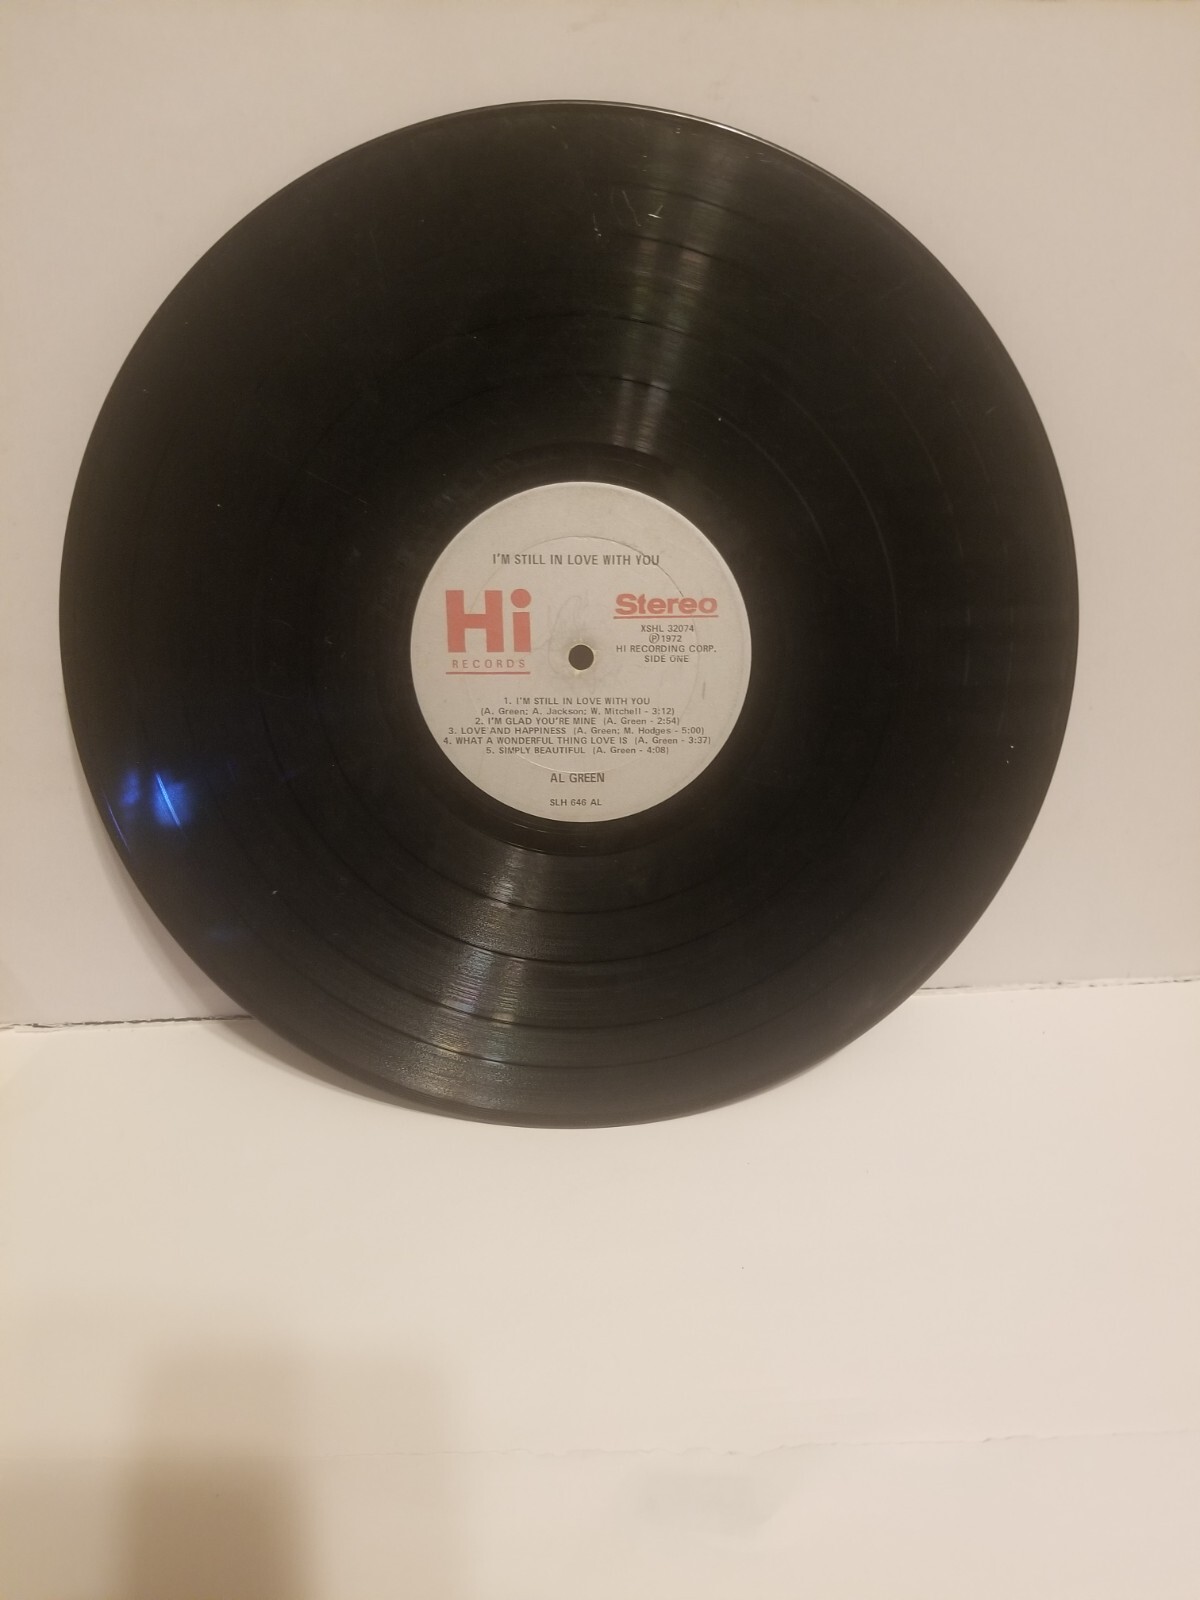 I'M STILL IN LOVE WITH YOU
Hi
RECORDS
Stereo
XSHL 32074
Ⓟ1972
HI RECORDING CORP.
SIDE ONE
1. I'M STILL IN LOVE WITH YOU
(A. Green; A. Jackson; W. Mitchell - 3:12)
2. I'M GLAD YOU'RE MINE (A. Green - 2:54)
3. LOVE AND HAPPINESS (A. Green; M. Hodges - 5:00)
4. WHAT A WONDERFUL THING LOVE IS (A. Green - 3:37)
5. SIMPLY BEAUTIFUL (A. Green - 4:08)
AL GREEN
SLH 646 AL